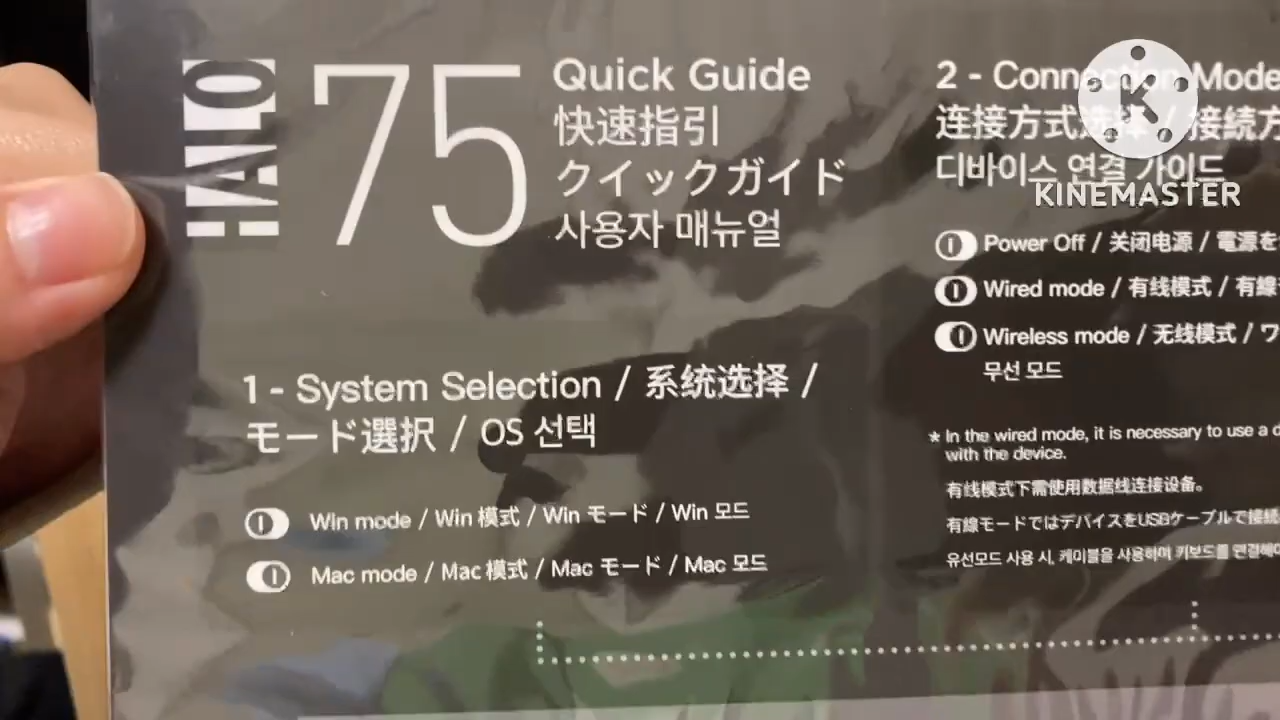 HALO
75
Quick Guide
快速指引
クイックガイド
사용자 매뉴얼
1 - System Selection / 系统选择 /
モード選択 / OS 선택
Win mode / Win 模式 / Win モード / Win 모드
Mac mode / Mac 模式 / Mac モード / Mac 모드
2 - Connection Mode
连接方式选择 / 接続方
디바이스 연결 가이드
Power Off / 关闭电源 / 電源を
Wired mode / 有线模式 / 有線
Wireless mode / 无线模式 / ワ
무선 모드
* In the wired mode, it is necessary to use a d
with the device.
有线模式下需使用数据线连接设备。
有線モードではデバイスをUSBケーブルで接続
유선모드 사용 시, 케이블을 사용하여 키보드를 연결해야
KINEMASTER